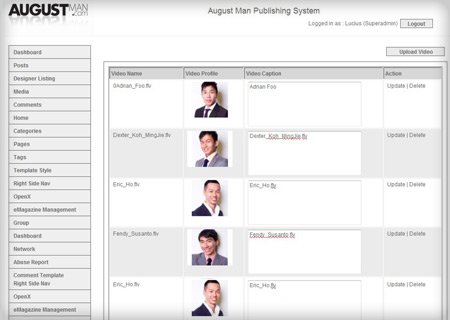 AUGUSTMAN
.com
August Man Publishing System
Logged in as : Lucius (Superadmin) Logout
Upload Video
Dashboard
Posts
Designer Listing
Media
Comments
Home
Categories
Pages
Tags
Template Style
Right Side Nav
OpenX
eMagazine Management
Group
Dashboard
Network
Abuse Report
Comment Template
Right Side Nav
OpenX
eMagazine Management
Video Name Video Profile Video Caption Action
0Adrian_Foo.flv Adrian Foo Update | Delete
Dexter_Koh_MingJie.flv Dexter_Koh_MingJie.flv Update | Delete
Eric_Ho.flv Eric_Ho.flv Update | Delete
Fendy_Susanto.flv Fendy_Susanto.flv Update | Delete
Eric_Ho.flv Eric_Ho.flv Update | Delete